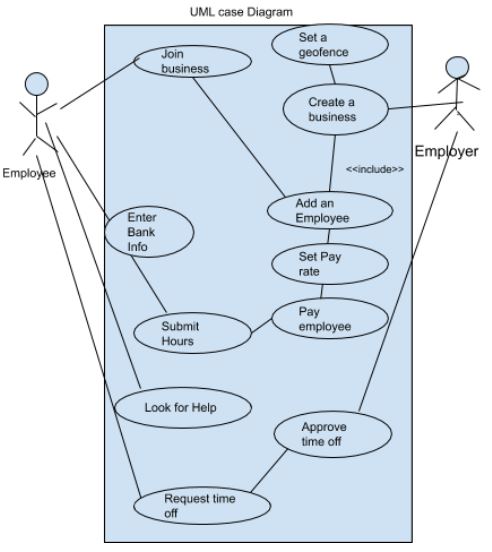 UML case Diagram
Set a
geofence
Join
business
Create a
business
Employee
Employer
<<include>>
Add an
Employee
Enter
Bank
Info
Set Pay
rate
Pay
employee
Submit
Hours
Look for Help
Approve
time off
Request time
off